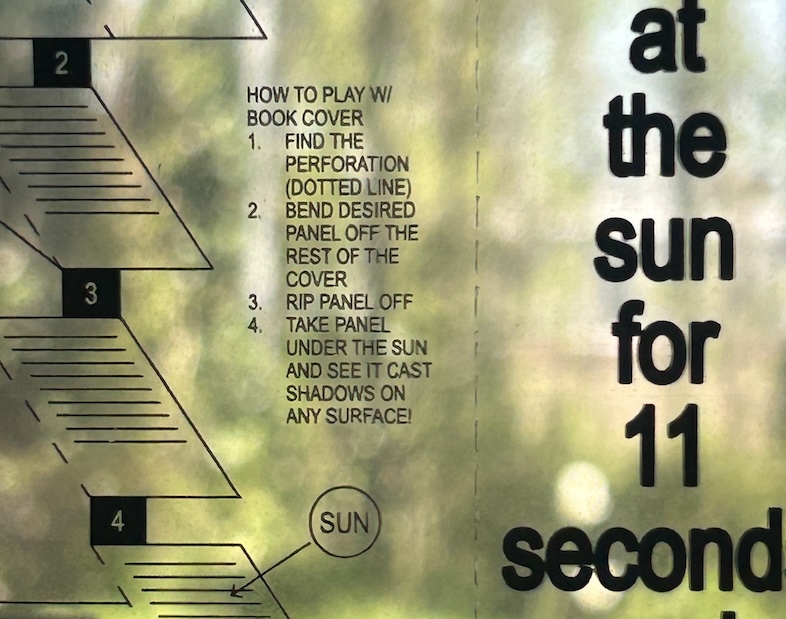 2
HOW TO PLAY W/
BOOK COVER
1. FIND THE
PERFORATION
(DOTTED LINE)
2. BEND DESIRED
PANEL OFF THE
REST OF THE
COVER
3. RIP PANEL OFF
4. TAKE PANEL
UNDER THE SUN
AND SEE IT CAST
SHADOWS ON
ANY SURFACE!
3
4
SUN
at
the
sun
for
11
second